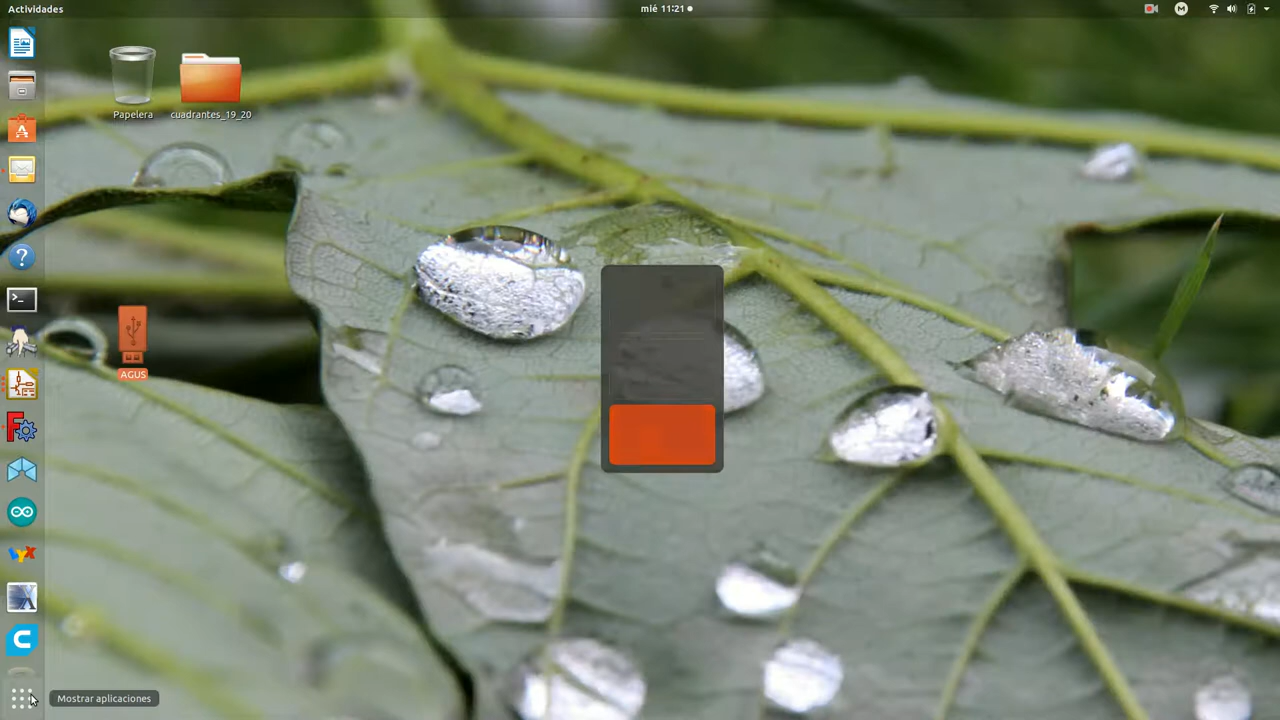 Actividades
mié 11:21
M
Papelera
cuadrantes_19_20
AGUS
Mostrar aplicaciones